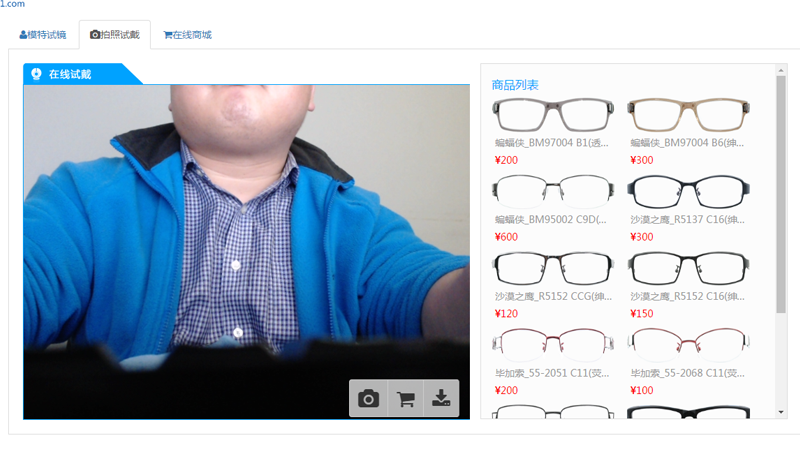 1.com
模特试镜
拍照试戴
在线商城
在线试戴
商品列表
蝙蝠侠_BM97004 B1(透...
¥200
蝙蝠侠_BM97004 B6(绅...
¥300
蝙蝠侠_BM95002 C9D(...
¥600
沙漠之鹰_R5137 C16(绅...
¥300
沙漠之鹰_R5152 CCG(绅...
¥120
沙漠之鹰_R5152 C16(绅...
¥150
毕加索_55-2051 C11(荧...
¥200
毕加索_55-2068 C11(荧...
¥100